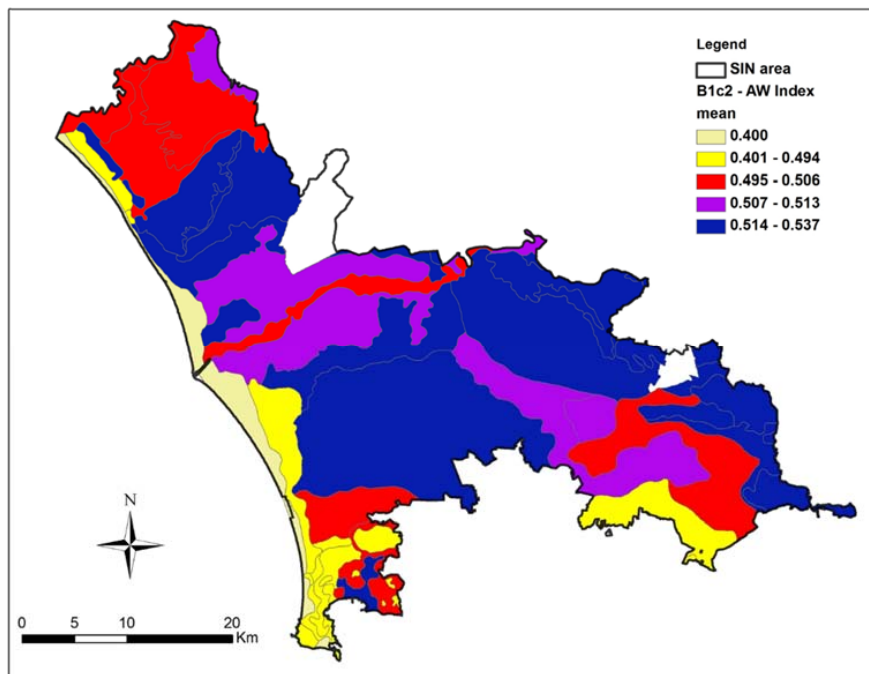 Legend
SIN area
B1c2 - AW Index
mean
0.400
0.401 - 0.494
0.495 - 0.506
0.507 - 0.513
0.514 - 0.537
N
0 5 10 20
Km